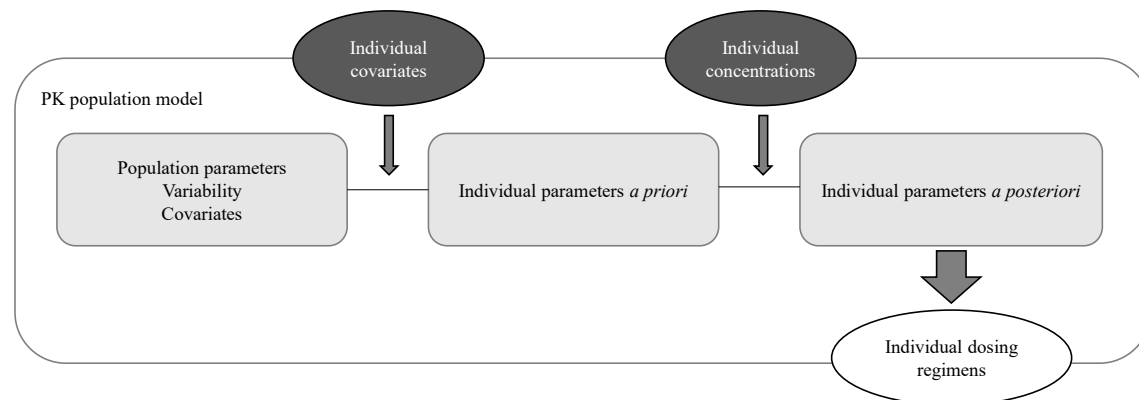 Individual
covariates
Individual
concentrations
PK population model
Population parameters
Variability
Covariates
Individual parameters a priori
Individual parameters a posteriori
Individual dosing
regimens